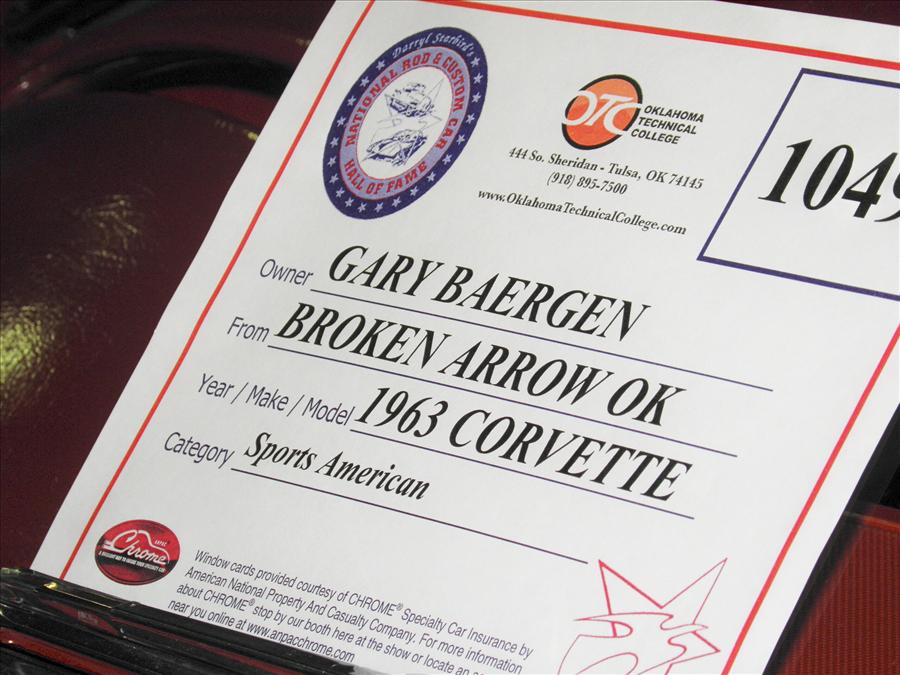 Darryl Starbird's
NATIONAL ROD & CUSTOM CAR
HALL OF FAME
OTC
OKLAHOMA
TECHNICAL
COLLEGE
444 So. Sheridan - Tulsa, OK 74145
(918) 895-7500
www.OklahomaTechnicalCollege.com
1049
Owner GARY BAERGEN
From BROKEN ARROW OK
Year / Make / Model 1963 CORVETTE
Category Sports American
Chrome
Window cards provided courtesy of CHROME® Specialty Car Insurance by
American National Property And Casualty Company. For more information
about CHROME® stop by our booth here at the show or locate an
near you online at www.anpacchrome.com